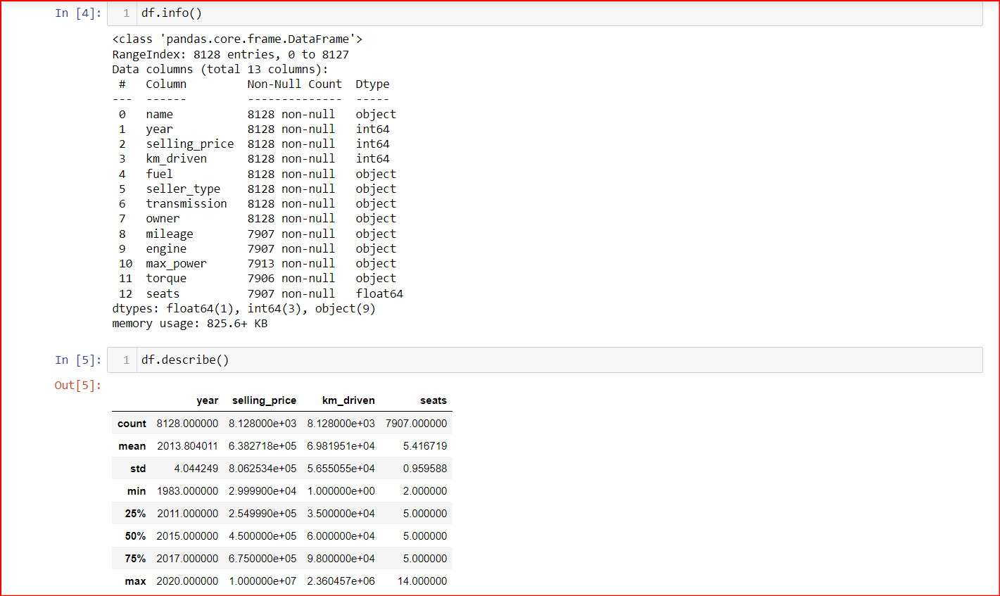 In [4]: 1 df.info()
<class 'pandas.core.frame.DataFrame'>
RangeIndex: 8128 entries, 0 to 8127
Data columns (total 13 columns):
 #   Column         Non-Null Count  Dtype
---  ------         --------------  -----
 0   name           8128 non-null   object
 1   year           8128 non-null   int64
 2   selling_price  8128 non-null   int64
 3   km_driven      8128 non-null   int64
 4   fuel           8128 non-null   object
 5   seller_type    8128 non-null   object
 6   transmission   8128 non-null   object
 7   owner          8128 non-null   object
 8   mileage        7907 non-null   object
 9   engine         7907 non-null   object
 10  max_power      7913 non-null   object
 11  torque         7906 non-null   object
 12  seats          7907 non-null   float64
dtypes: float64(1), int64(3), object(9)
memory usage: 825.6+ KB
In [5]: 1 df.describe()
Out[5]:
year selling_price km_driven seats
count 8128.000000 8.128000e+03 8.128000e+03 7907.000000
mean 2013.804011 6.382718e+05 6.981951e+04 5.416719
std 4.044249 8.062534e+05 5.655055e+04 0.959588
min 1983.000000 2.999900e+04 1.000000e+00 2.000000
25% 2011.000000 2.549990e+05 3.500000e+04 5.000000
50% 2015.000000 4.500000e+05 6.000000e+04 5.000000
75% 2017.000000 6.750000e+05 9.800000e+04 5.000000
max 2020.000000 1.000000e+07 2.360457e+06 14.000000